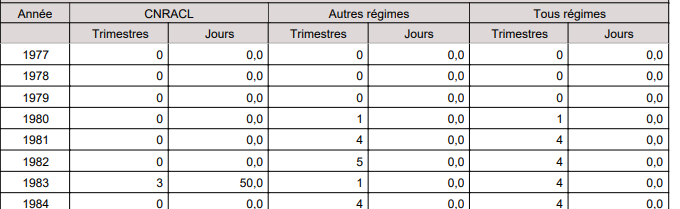 Année CNRACL Autres régimes Tous régimes
Trimestres Jours Trimestres Jours Trimestres Jours
1977 0 0,0 0 0,0 0 0,0
1978 0 0,0 0 0,0 0 0,0
1979 0 0,0 0 0,0 0 0,0
1980 0 0,0 1 0,0 1 0,0
1981 0 0,0 4 0,0 4 0,0
1982 0 0,0 5 0,0 4 0,0
1983 3 50,0 1 0,0 4 0,0
1984 0 0,0 4 0,0 4 0,0